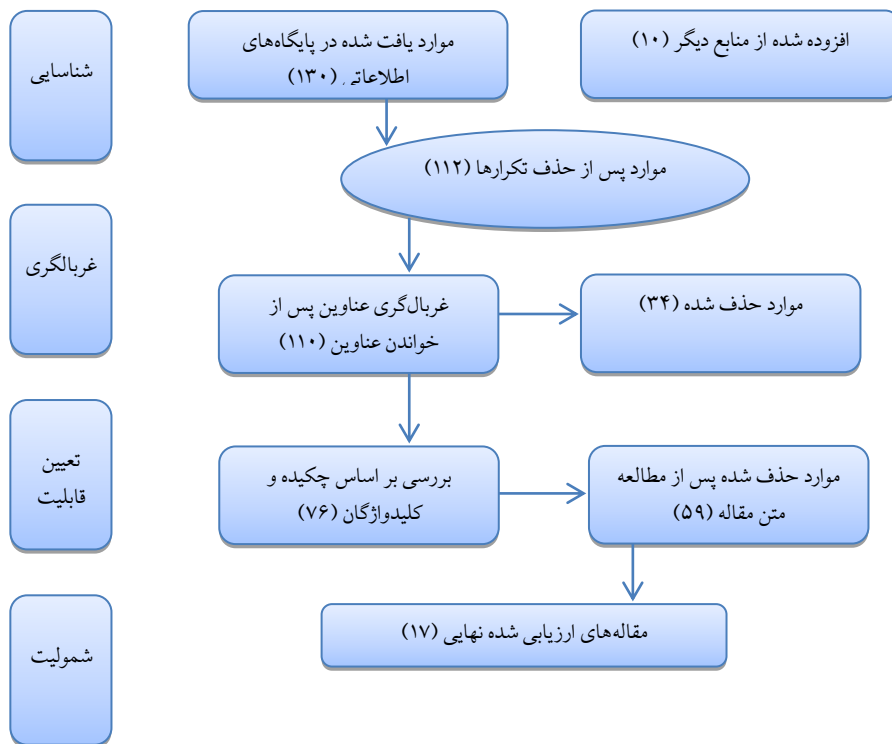 شناسایی
موارد یافت شده در پایگاه‌های
اطلاعاتی (۱۳۰)
افزوده شده از منابع دیگر (۱۰)
موارد پس از حذف تکرارها (۱۱۲)
غربالگری
غربال‌گری عناوین پس از
خواندن عناوین (۱۱۰)
موارد حذف شده (۳۴)
تعیین
قابلیت
بررسی بر اساس چکیده و
کلیدواژگان (۷۶)
موارد حذف شده پس از مطالعه
متن مقاله (۵۹)
شمولیت
مقاله‌های ارزیابی شده نهایی (۱۷)